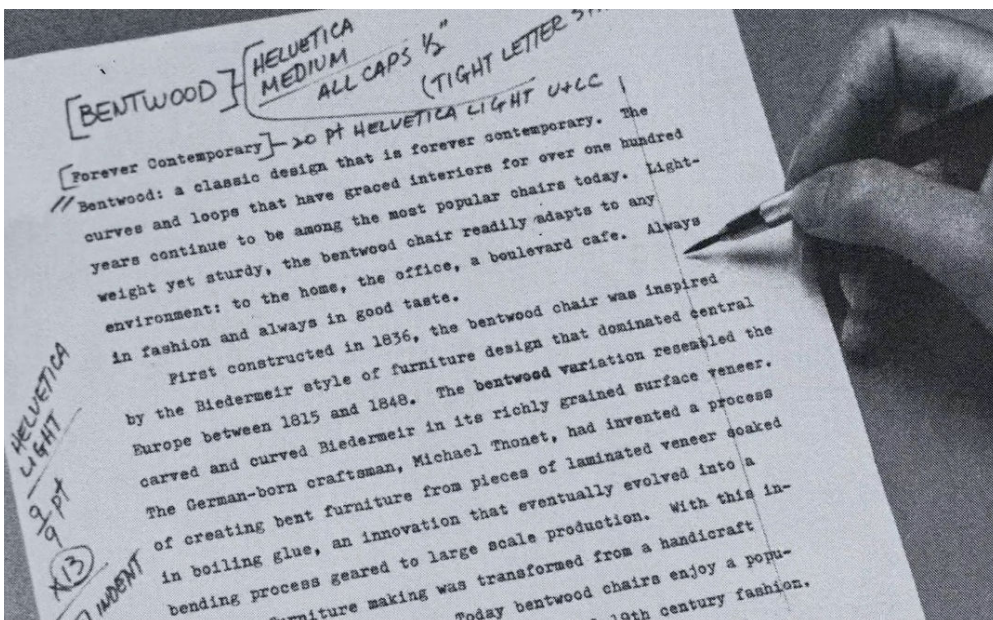 [BENTWOOD] } { HELVETICA
MEDIUM
ALL CAPS 1/2"
(TIGHT LETTER
[Forever Contemporary] - 20 pt HELVETICA LIGHT U+LC
Bentwood: a classic design that is forever contemporary. The
curves and loops that have graced interiors for over one hundred
years continue to be among the most popular chairs today. Light-
weight yet sturdy, the bentwood chair readily adapts to any
environment: to the home, the office, a boulevard cafe. Always
in fashion and always in good taste.
First constructed in 1836, the bentwood chair was inspired
by the Biedermeir style of furniture design that dominated central
Europe between 1815 and 1848. The bentwood variation resembled the
carved and curved Biedermeir in its richly grained surface veneer.
The German-born craftsman, Michael Thonet, had invented a process
of creating bent furniture from pieces of laminated veneer soaked
in boiling glue, an innovation that eventually evolved into a
bending process geared to large scale production. With this in-
furniture making was transformed from a handicraft
Today bentwood chairs enjoy a popu-
19th century fashion.
HELVETICA
LIGHT
9/9 pt
X13
INDENT